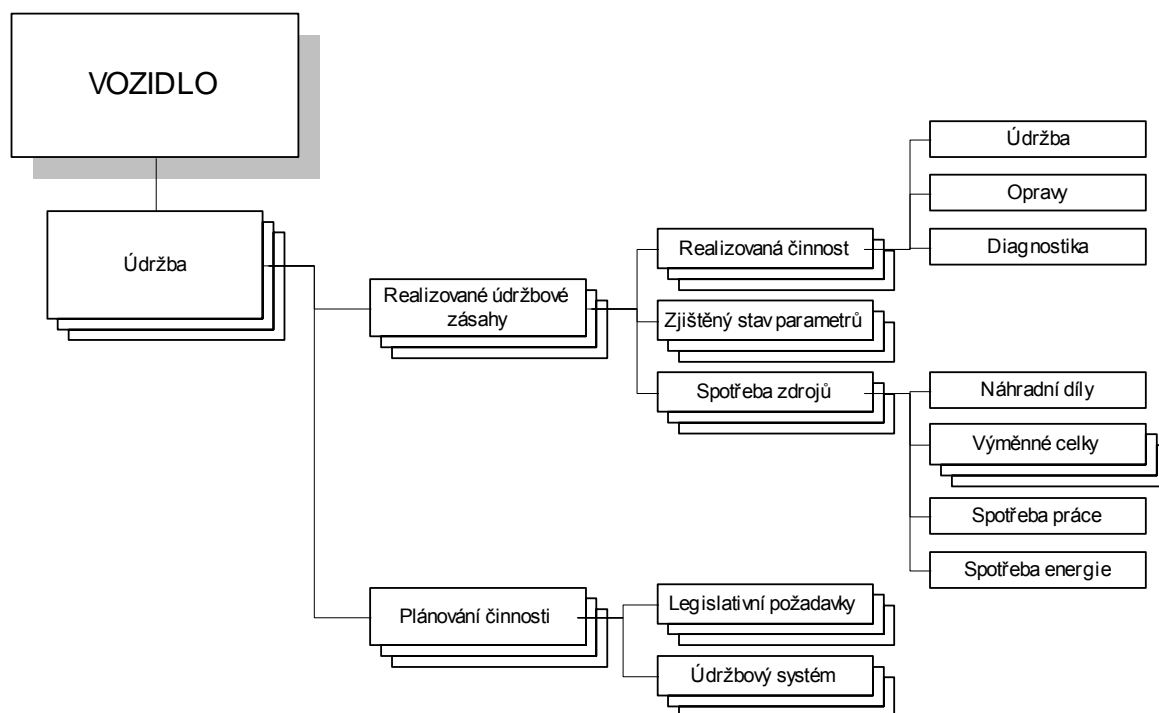 VOZIDLO
Údržba
Realizované údržbové
zásahy
Plánování činnosti
Realizovaná činnost
Zjištěný stav parametrů
Spotřeba zdrojů
Legislativní požadavky
Údržbový systém
Údržba
Opravy
Diagnostika
Náhradní díly
Výměnné celky
Spotřeba práce
Spotřeba energie